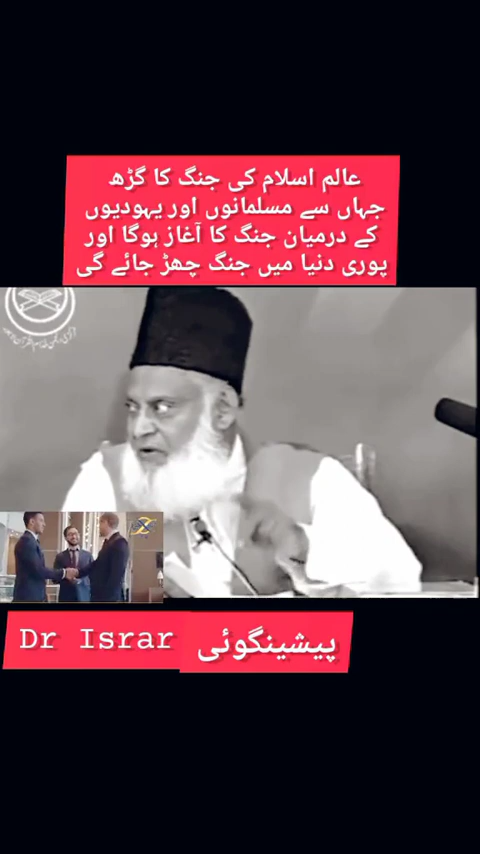 عالم اسلام کی جنگ کا گڑھ
جہاں سے مسلمانوں اور یہودیوں
کے درمیان جنگ کا آغاز ہوگا اور
پوری دنیا میں جنگ چھڑ جائے گی
Dr Israr پیشینگوئی